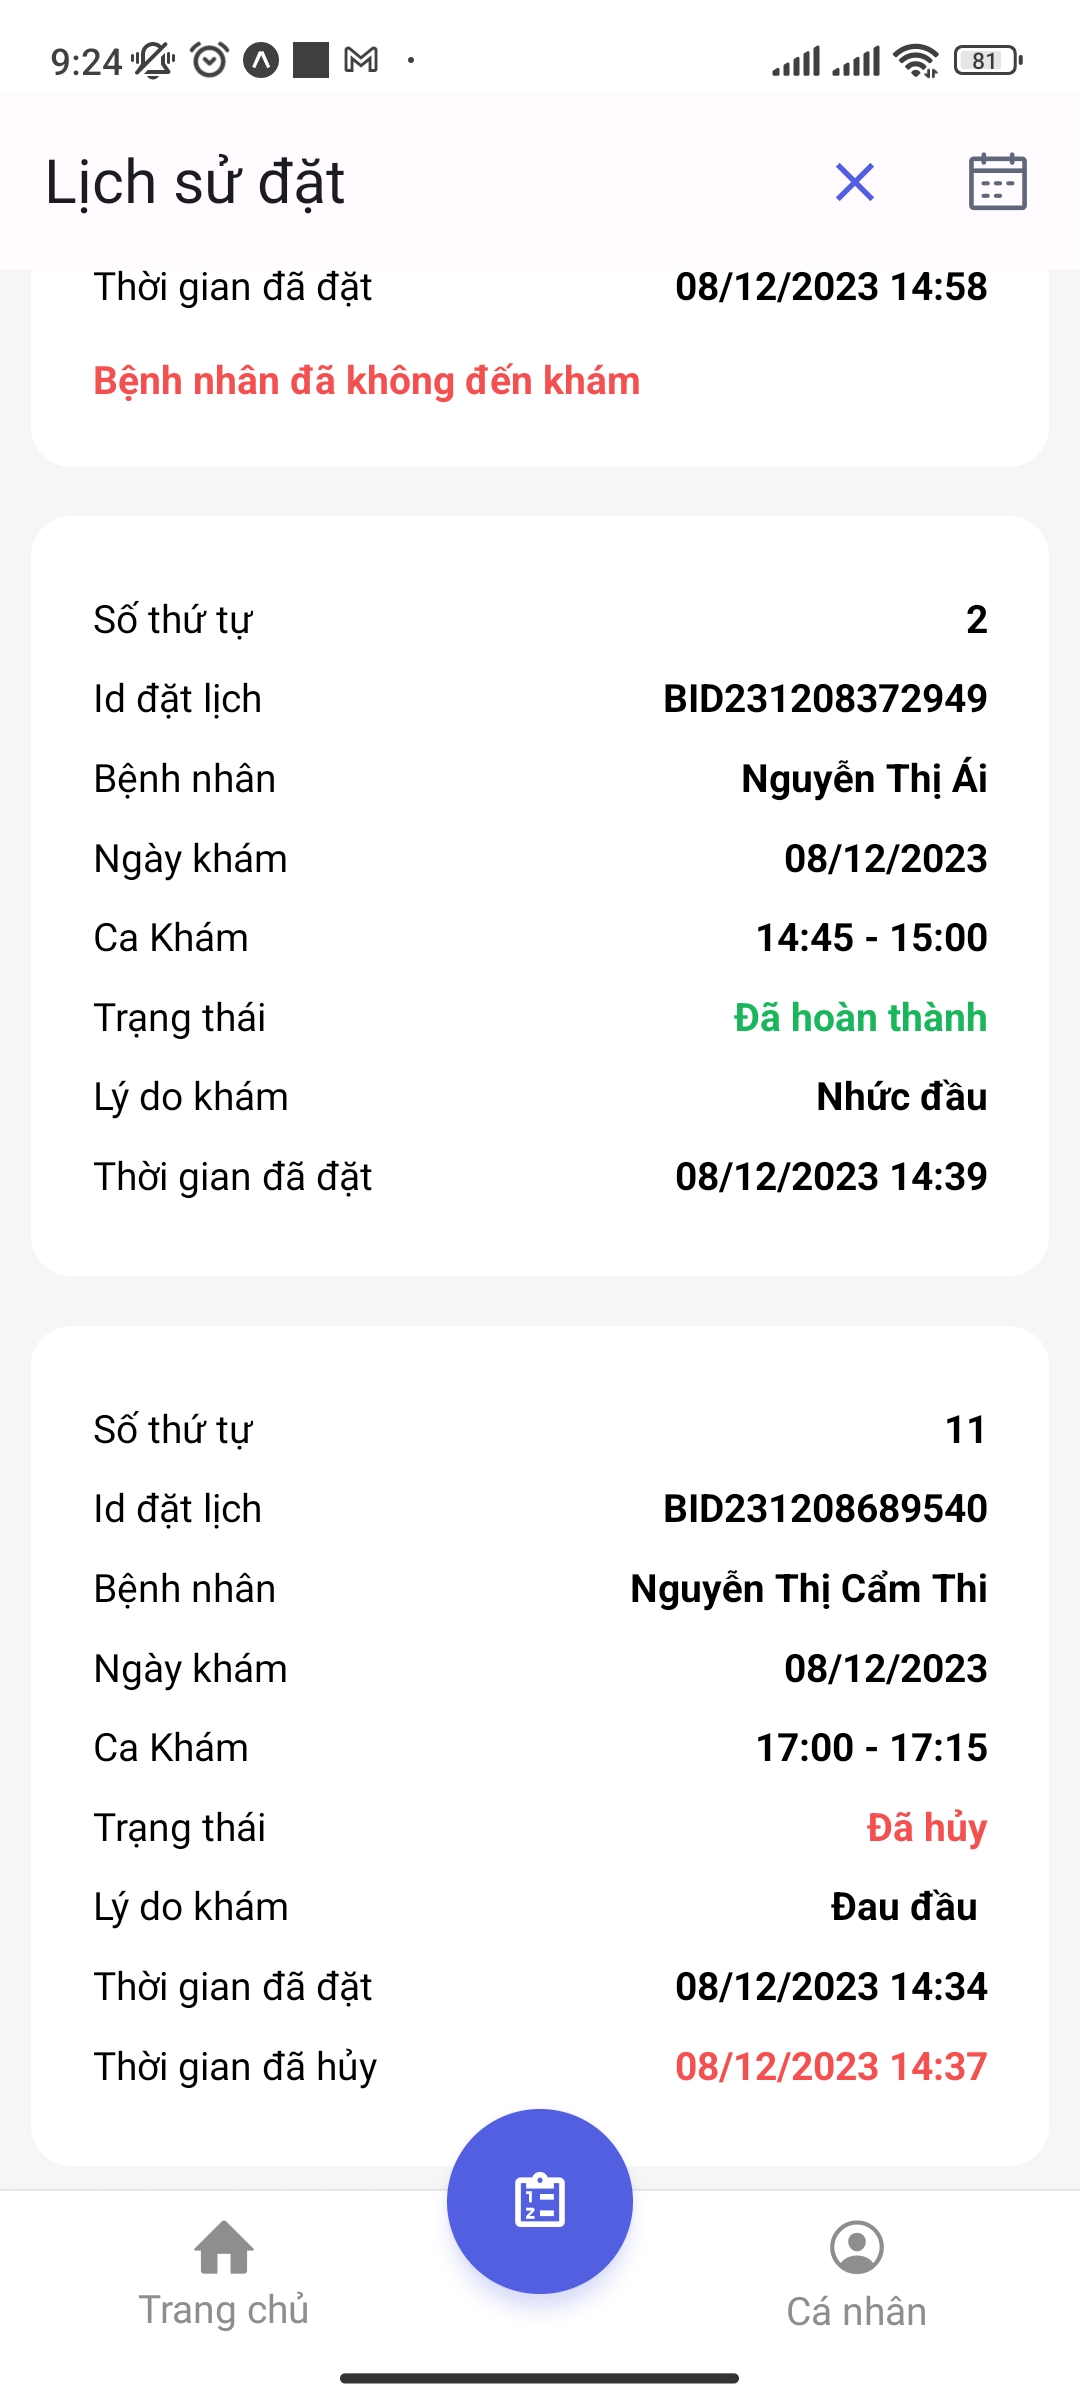 9:24
81
Lịch sử đặt
Thời gian đã đặt 08/12/2023 14:58
Bệnh nhân đã không đến khám
Số thứ tự 2
Id đặt lịch BID231208372949
Bệnh nhân Nguyễn Thị Ái
Ngày khám 08/12/2023
Ca Khám 14:45 - 15:00
Trạng thái Đã hoàn thành
Lý do khám Nhức đầu
Thời gian đã đặt 08/12/2023 14:39
Số thứ tự 11
Id đặt lịch BID231208689540
Bệnh nhân Nguyễn Thị Cẩm Thi
Ngày khám 08/12/2023
Ca Khám 17:00 - 17:15
Trạng thái Đã hủy
Lý do khám Đau đầu
Thời gian đã đặt 08/12/2023 14:34
Thời gian đã hủy 08/12/2023 14:37
Trang chủ Cá nhân